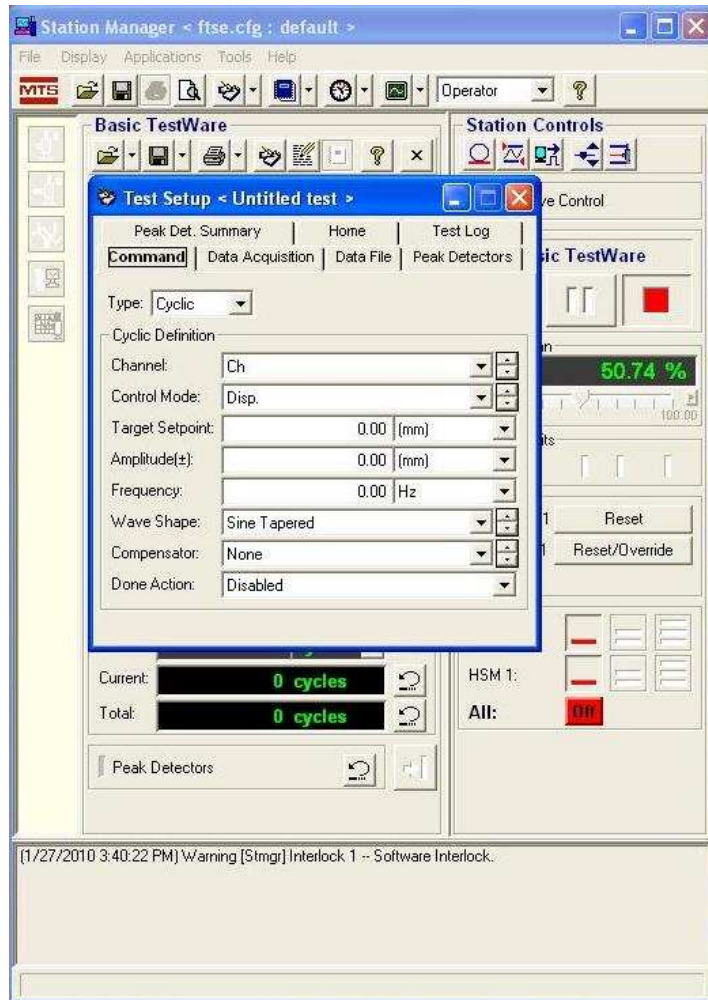 Station Manager < ftse.cfg : default >
File Display Applications Tools Help
MTS Operator
Basic TestWare
Station Controls
Test Setup < Untitled test >
ve Control
Peak Det. Summary Home Test Log
Command Data Acquisition Data File Peak Detectors
sic TestWare
Type: Cyclic
Cyclic Definition
Channel: Ch
50.74 %
Control Mode: Disp.
100.00
Target Setpoint: 0.00 (mm)
Amplitude(±): 0.00 (mm)
Frequency: 0.00 Hz
Wave Shape: Sine Tapered
1 Reset
Compensator: None
1 Reset/Override
Done Action: Disabled
Current: 0 cycles
HSM 1:
Total: 0 cycles
All: Off
Peak Detectors
(1/27/2010 3:40:22 PM) Warning [Stmgr] Interlock 1 -- Software Interlock.